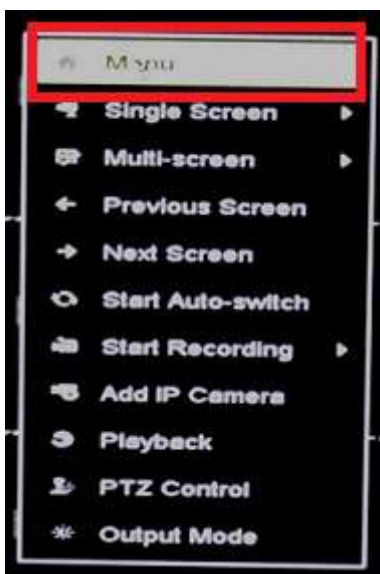 Menu
Single Screen
Multi-screen
Previous Screen
Next Screen
Start Auto-switch
Start Recording
Add IP Camera
Playback
PTZ Control
Output Mode